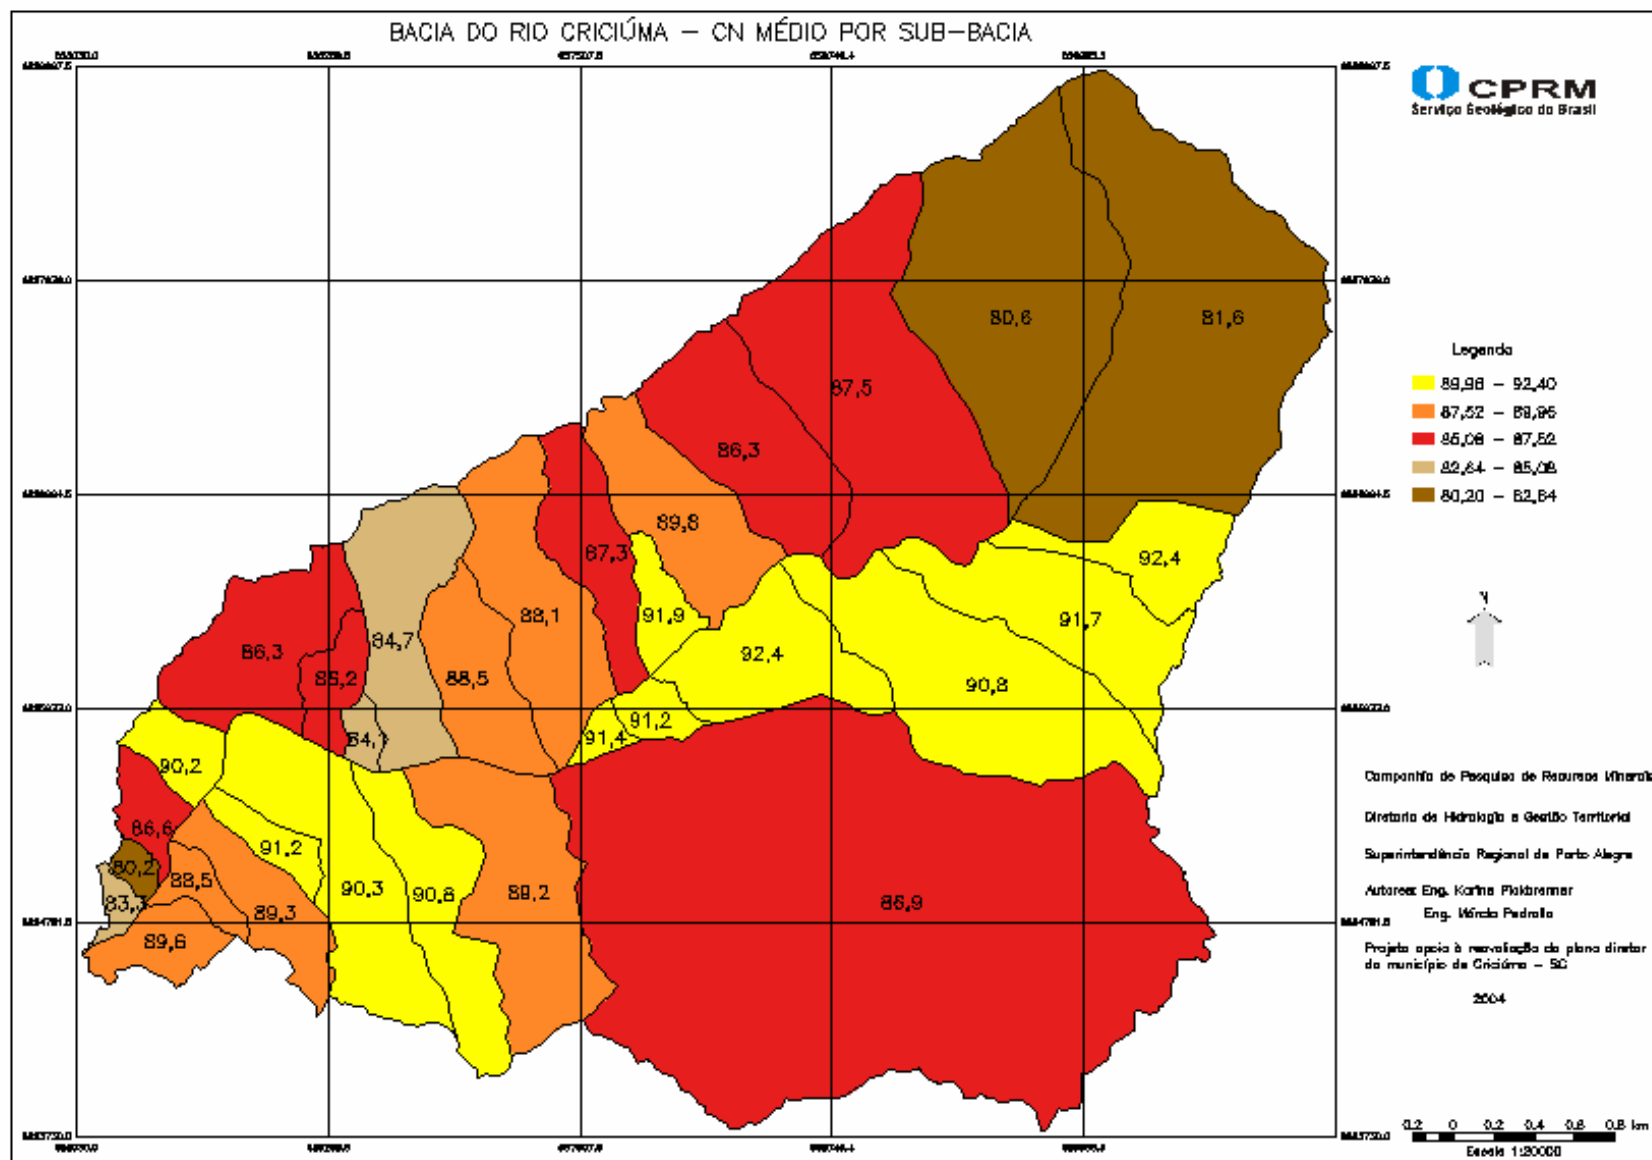 BACIA DO RIO CRICIÚMA – CN MÉDIO POR SUB–BACIA
CPRM
Serviço Geológico do Brasil
80,6
81,6
87,5
86,3
89,8
87,3
92,4
88,1
91,9
91,7
84,7
86,3
85,2
88,5
92,4
90,8
91,2
91,4
84,1
90,2
86,6
91,2
80,2
88,5
90,3
90,8
89,2
86,9
83,3
89,3
89,6
Legenda
89,96 – 92,40
87,52 – 89,96
85,08 – 87,52
82,64 – 85,08
80,20 – 82,64
N
Companhia de Pesquisa de Recursos Minerais
Diretoria de Hidrologia e Gestão Territorial
Superintendência Regional de Porto Alegre
Autores: Eng. Karine
Eng. Márcia Pedrollo
Projeto apoio à reavaliação do plano diretor
do município de Criciúma – SC
2004
0.2 0 0.2 0.4 0.6 0.8 km
Escala 1:20000